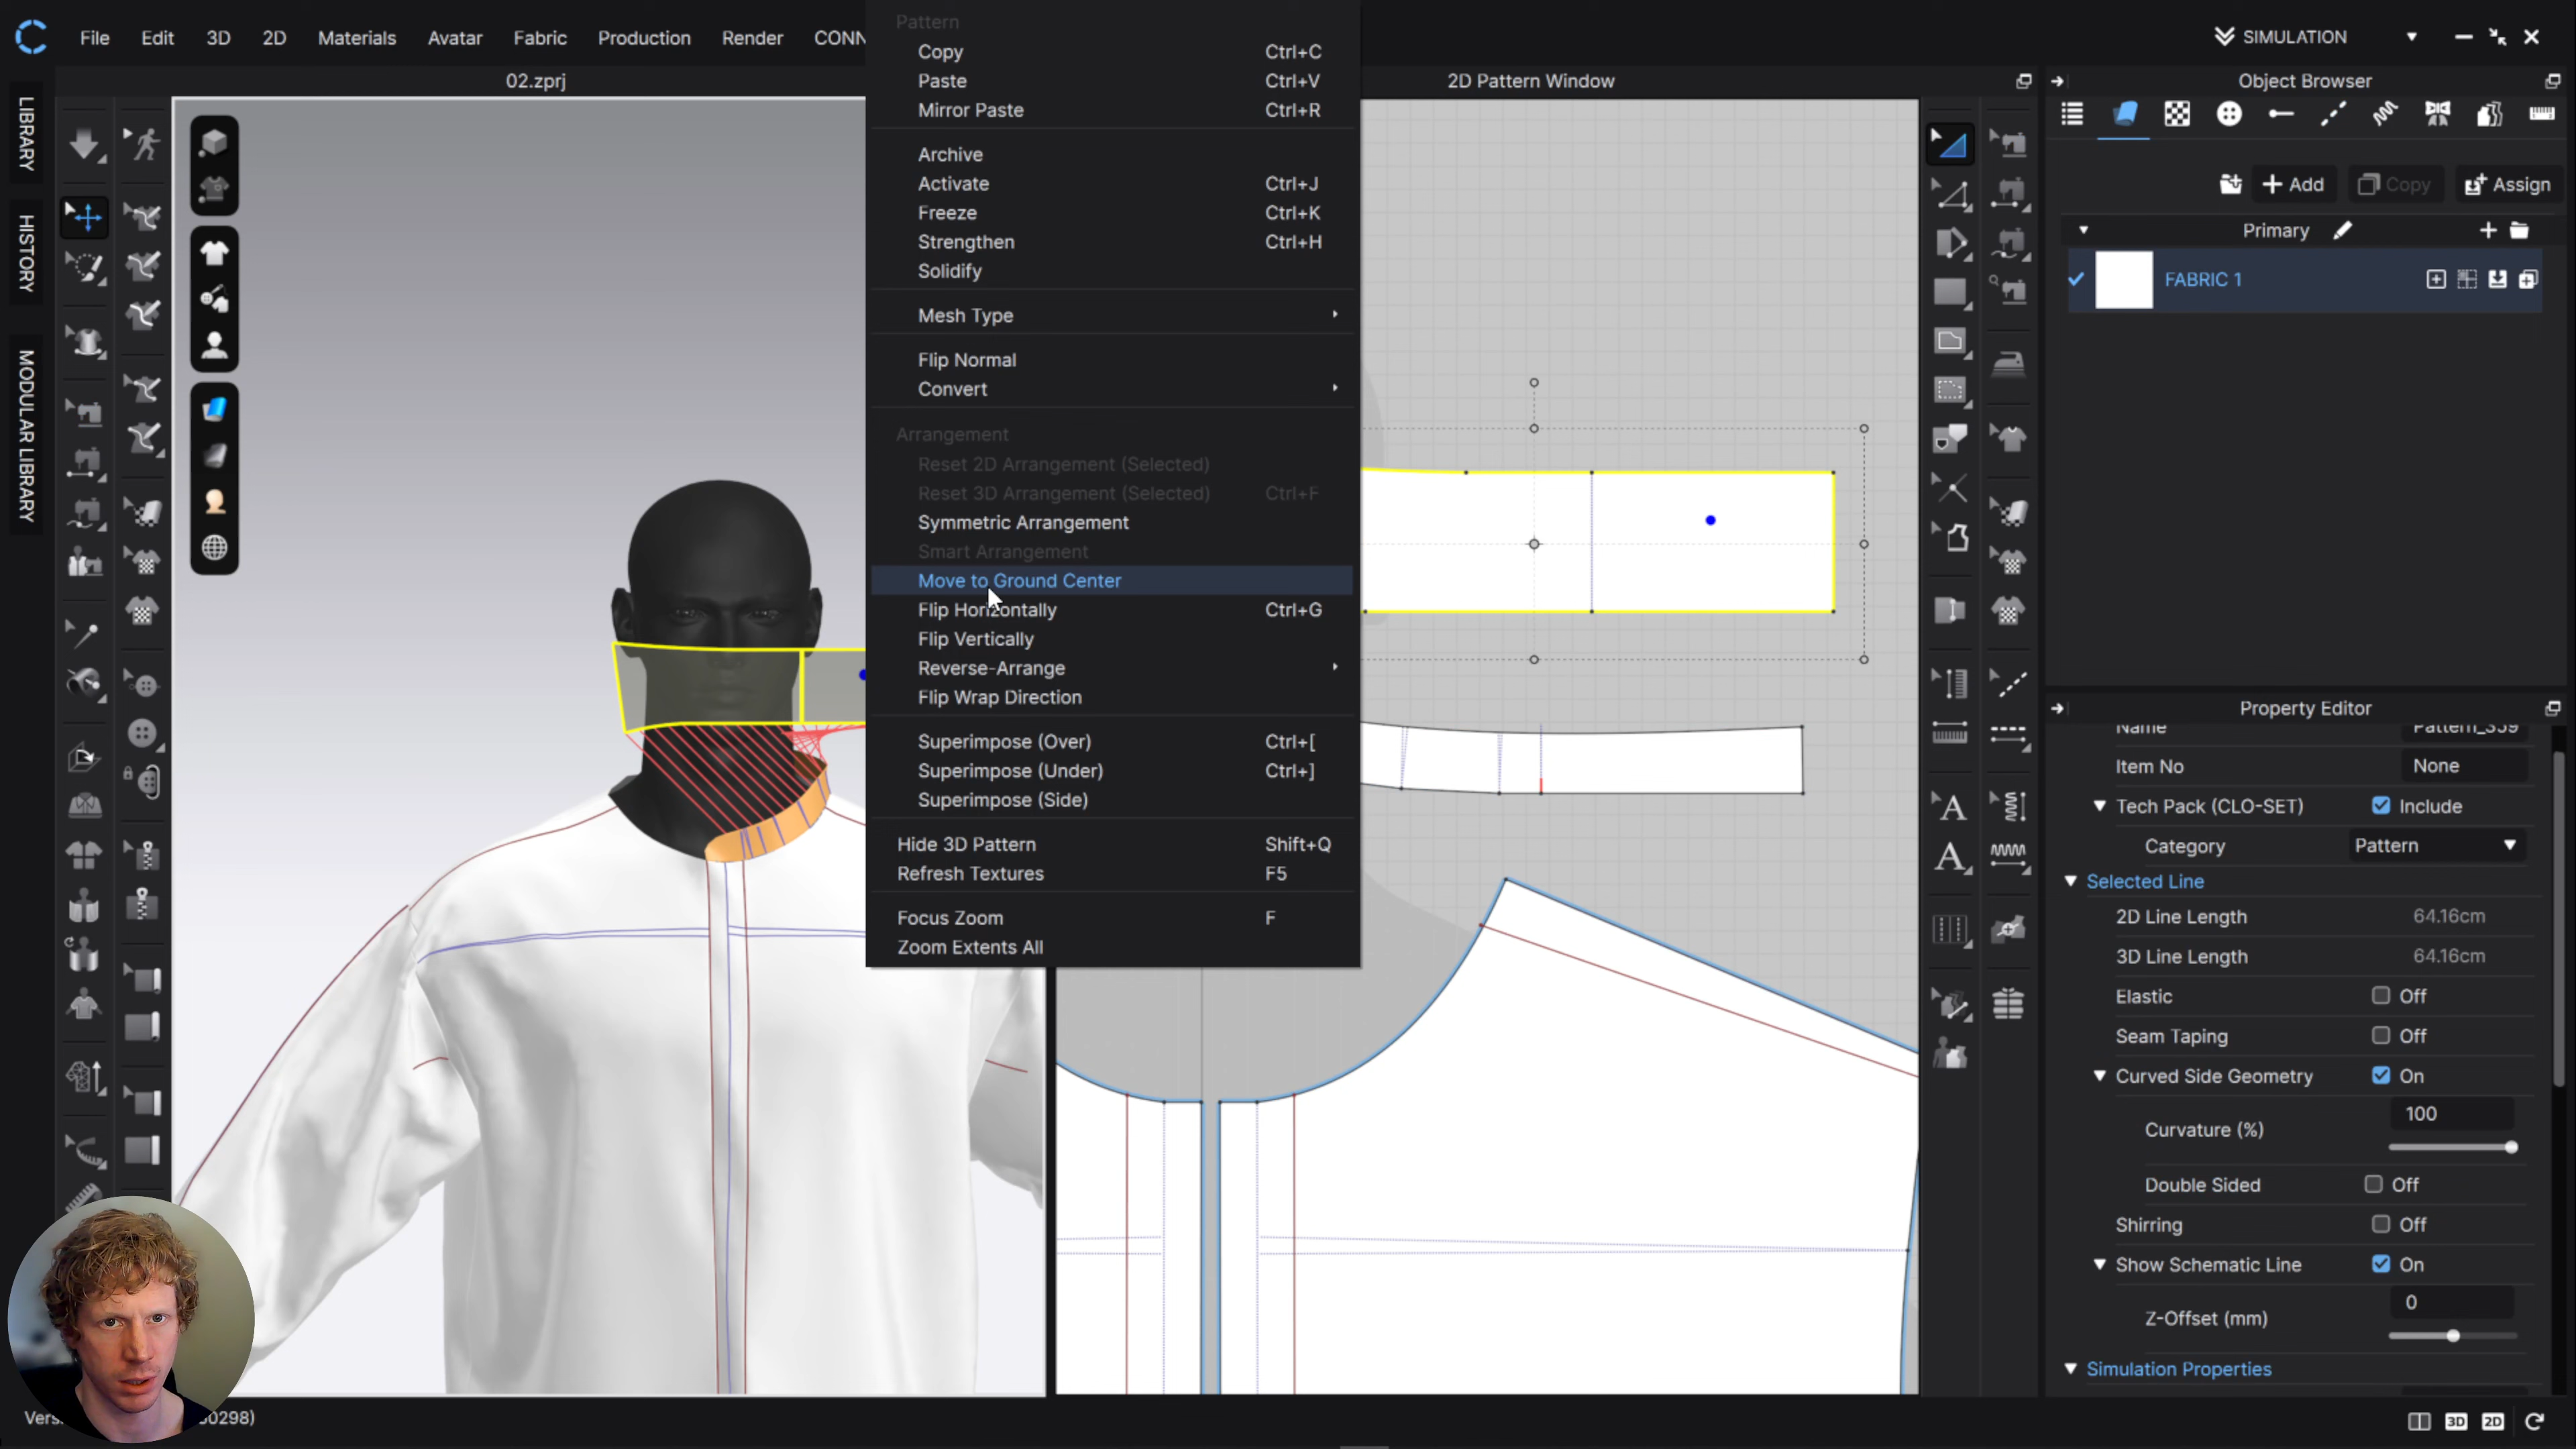 File Edit 3D 2D Materials Avatar Fabric Production Render CONN
SIMULATION
02.zprj
2D Pattern Window
Object Browser
LIBRARY
HISTORY
MODULAR LIBRARY
Pattern
Copy Ctrl+C
Paste Ctrl+V
Mirror Paste Ctrl+R
Archive
Activate Ctrl+J
Freeze Ctrl+K
Strengthen Ctrl+H
Solidify
Mesh Type
Flip Normal
Convert
Arrangement
Reset 2D Arrangement (Selected)
Reset 3D Arrangement (Selected) Ctrl+F
Symmetric Arrangement
Smart Arrangement
Move to Ground Center
Flip Horizontally Ctrl+G
Flip Vertically
Reverse-Arrange
Flip Wrap Direction
Superimpose (Over) Ctrl+[
Superimpose (Under) Ctrl+]
Superimpose (Side)
Hide 3D Pattern Shift+Q
Refresh Textures F5
Focus Zoom F
Zoom Extents All
Add Copy Assign
Primary
FABRIC 1
Property Editor
Name Pattern_359
Item No None
Tech Pack (CLO-SET) Include
Category Pattern
Selected Line
2D Line Length 64.16cm
3D Line Length 64.16cm
Elastic Off
Seam Taping Off
Curved Side Geometry On
100
Curvature (%)
Double Sided Off
Shirring Off
Show Schematic Line On
0
Z-Offset (mm)
Simulation Properties
Vers 0298)
3D 2D